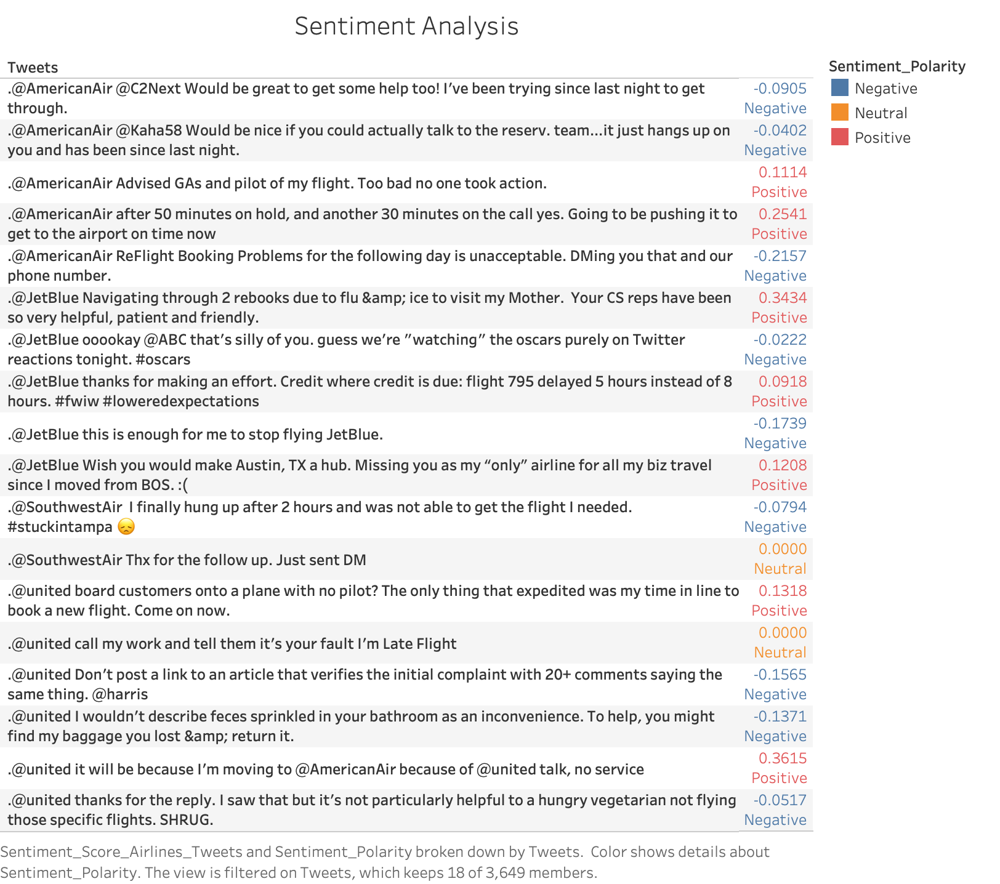 Sentiment Analysis
Tweets
.@AmericanAir @C2Next Would be great to get some help too! I’ve been trying since last night to get
through.
-0.0905
Negative
.@AmericanAir @Kaha58 Would be nice if you could actually talk to the reserv. team...it just hangs up on
you and has been since last night.
-0.0402
Negative
.@AmericanAir Advised GAs and pilot of my flight. Too bad no one took action.
0.1114
Positive
.@AmericanAir after 50 minutes on hold, and another 30 minutes on the call yes. Going to be pushing it to
get to the airport on time now
0.2541
Positive
.@AmericanAir ReFlight Booking Problems for the following day is unacceptable. DMing you that and our
phone number.
-0.2157
Negative
.@JetBlue Navigating through 2 rebooks due to flu &amp; ice to visit my Mother.  Your CS reps have been
so very helpful, patient and friendly.
0.3434
Positive
.@JetBlue ooookay @ABC that’s silly of you. guess we’re ”watching” the oscars purely on Twitter
reactions tonight. #oscars
-0.0222
Negative
.@JetBlue thanks for making an effort. Credit where credit is due: flight 795 delayed 5 hours instead of 8
hours. #fwiw #loweredexpectations
0.0918
Positive
.@JetBlue this is enough for me to stop flying JetBlue.
-0.1739
Negative
.@JetBlue Wish you would make Austin, TX a hub. Missing you as my “only” airline for all my biz travel
since I moved from BOS. :(
0.1208
Positive
.@SouthwestAir  I finally hung up after 2 hours and was not able to get the flight I needed.
#stuckintampa 😞
-0.0794
Negative
.@SouthwestAir Thx for the follow up. Just sent DM
0.0000
Neutral
.@united board customers onto a plane with no pilot? The only thing that expedited was my time in line to
book a new flight. Come on now.
0.1318
Positive
.@united call my work and tell them it’s your fault I’m Late Flight
0.0000
Neutral
.@united Don’t post a link to an article that verifies the initial complaint with 20+ comments saying the
same thing. @harris
-0.1565
Negative
.@united I wouldn’t describe feces sprinkled in your bathroom as an inconvenience. To help, you might
find my baggage you lost &amp; return it.
-0.1371
Negative
.@united it will be because I’m moving to @AmericanAir because of @united talk, no service
0.3615
Positive
.@united thanks for the reply. I saw that but it’s not particularly helpful to a hungry vegetarian not flying
those specific flights. SHRUG.
-0.0517
Negative
Sentiment_Polarity
Negative
Neutral
Positive
Sentiment_Score_Airlines_Tweets and Sentiment_Polarity broken down by Tweets.  Color shows details about
Sentiment_Polarity. The view is filtered on Tweets, which keeps 18 of 3,649 members.